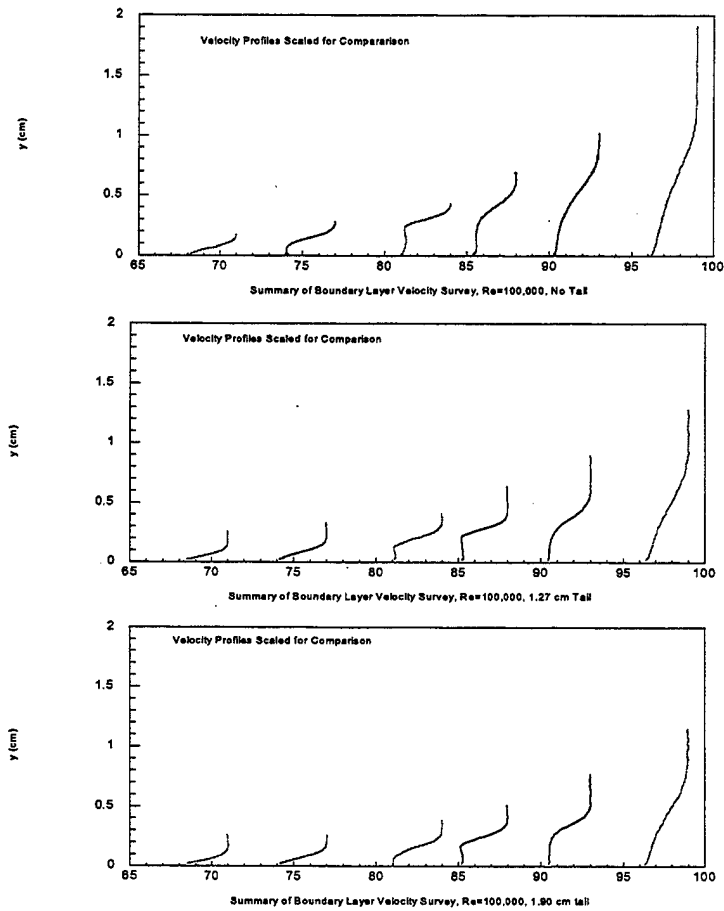 2
Velocity Profiles Scaled for Compararison
1.5
y (cm)
1
0.5
0
65 70 75 80 85 90 95 100
Summary of Boundary Layer Velocity Survey, Re=100,000, No Tail
2
Velocity Profiles Scaled for Comparison
1.5
y (cm)
1
0.5
0
65 70 75 80 85 90 95 100
Summary of Boundary Layer Velocity Survey, Re=100,000, 1.27 cm Tail
2
Velocity Profiles Scaled for Comparison
1.5
y (cm)
1
0.5
0
65 70 75 80 85 90 95 100
Summary of Boundary Layer Velocity Survey, Re=100,000, 1.90 cm tail